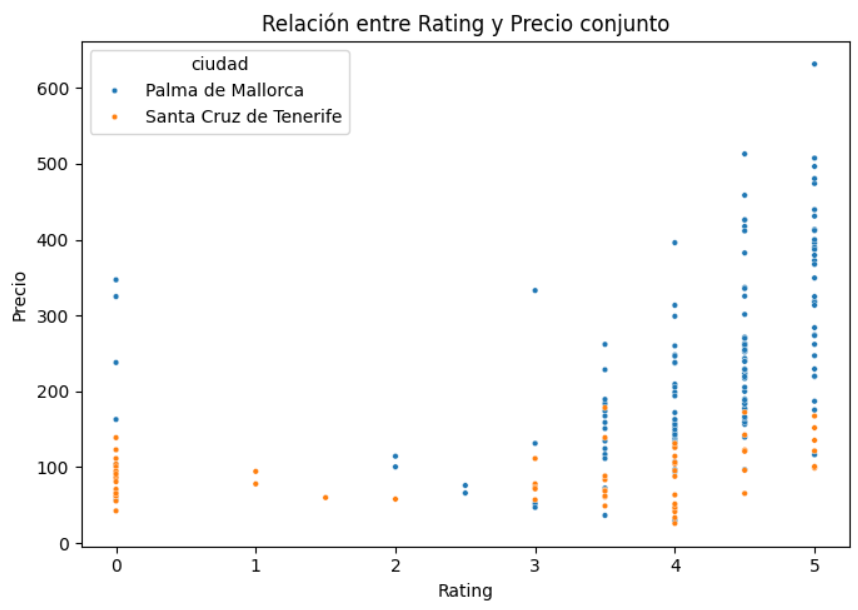 Relación entre Rating y Precio conjunto
ciudad
Palma de Mallorca
Santa Cruz de Tenerife
600
500
400
300
200
100
0
Precio
0 1 2 3 4 5
Rating